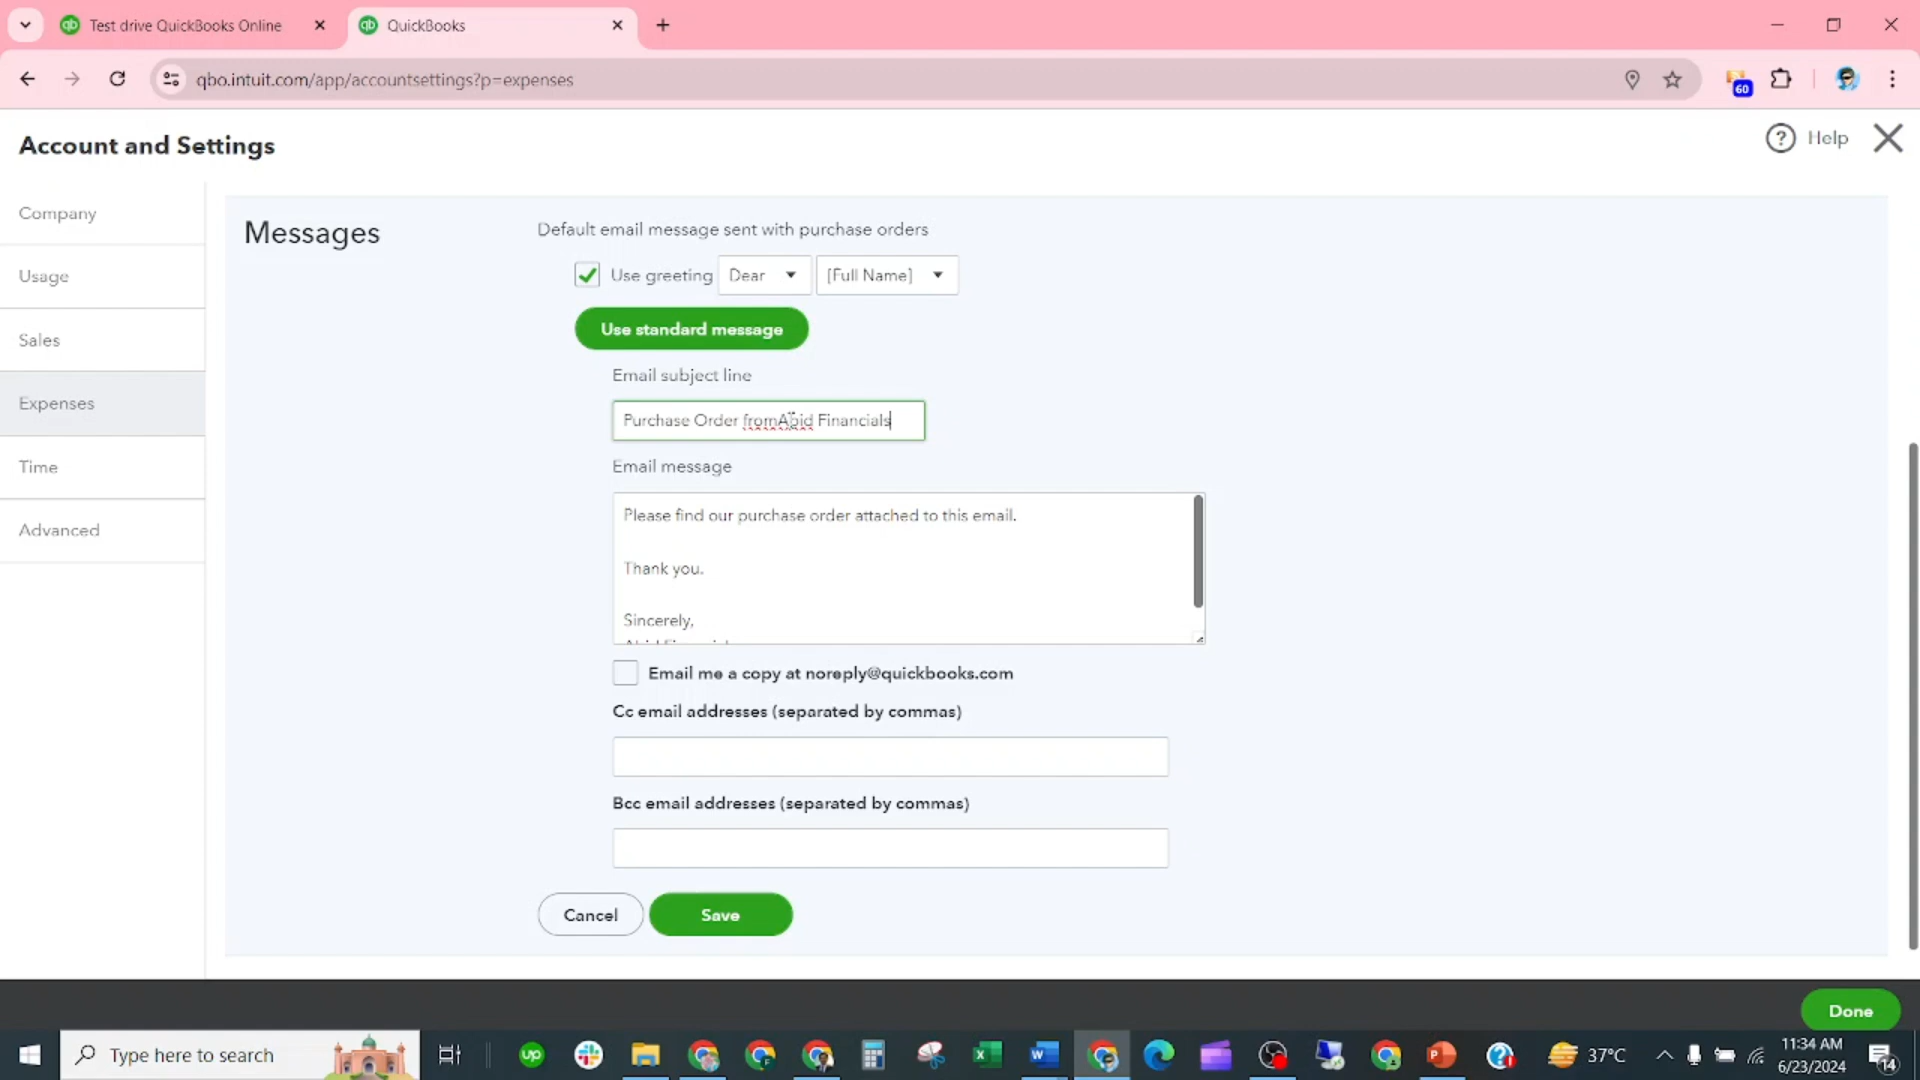 Test drive QuickBooks Online
QuickBooks
qbo.intuit.com/app/accountsettings?p=expenses
60
Account and Settings
? Help
Company
Usage
Sales
Expenses
Time
Advanced
Messages
Default email message sent with purchase orders
Use greeting Dear [Full Name]
Use standard message
Email subject line
Purchase Order fromAbid Financials
Email message
Please find our purchase order attached to this email.
Thank you.
Sincerely,
Email me a copy at noreply@quickbooks.com
Cc email addresses (separated by commas)
Bcc email addresses (separated by commas)
Cancel Save
Done
Type here to search
37°C
11:34 AM
6/23/2024
14